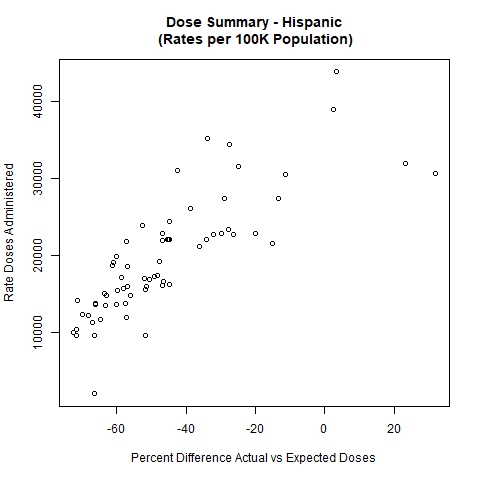 Dose Summary - Hispanic
(Rates per 100K Population)
40000
30000
20000
10000
Rate Doses Administered
-60 -40 -20 0 20
Percent Difference Actual vs Expected Doses